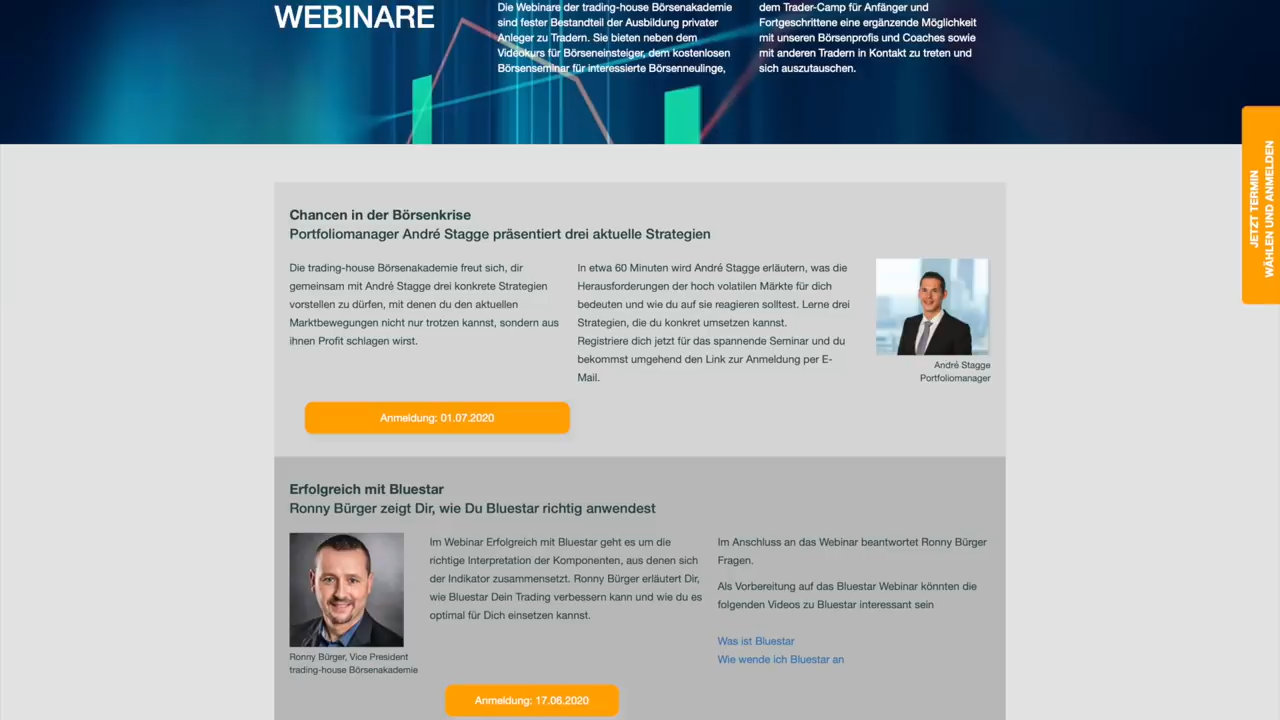 WEBINARE
Die Webinare der trading-house Börsenakademie
sind fester Bestandteil der Ausbildung privater
Anleger zu Tradern. Sie bieten neben dem
Videokurs für Börseneinsteiger, dem kostenlosen
Börsenseminar für interessierte Börsenneulinge,
dem Trader-Camp für Anfänger und
Fortgeschrittene eine ergänzende Möglichkeit
mit unseren Börsenprofis und Coaches sowie
mit anderen Tradern in Kontakt zu treten und
sich auszutauschen.
JETZT TERMIN
WÄHLEN UND ANMELDEN
Chancen in der Börsenkrise
Portfoliomanager André Stagge präsentiert drei aktuelle Strategien
Die trading-house Börsenakademie freut sich, dir
gemeinsam mit André Stagge drei konkrete Strategien
vorstellen zu dürfen, mit denen du den aktuellen
Marktbewegungen nicht nur trotzen kannst, sondern aus
ihnen Profit schlagen wirst.
In etwa 60 Minuten wird André Stagge erläutern, was die
Herausforderungen der hoch volatilen Märkte für dich
bedeuten und wie du auf sie reagieren solltest. Lerne drei
Strategien, die du konkret umsetzen kannst.
Registriere dich jetzt für das spannende Seminar und du
bekommst umgehend den Link zur Anmeldung per E-
Mail.
André Stagge
Portfoliomanager
Anmeldung: 01.07.2020
Erfolgreich mit Bluestar
Ronny Bürger zeigt Dir, wie Du Bluestar richtig anwendest
Ronny Bürger, Vice President
trading-house Börsenakademie
Im Webinar Erfolgreich mit Bluestar geht es um die
richtige Interpretation der Komponenten, aus denen sich
der Indikator zusammensetzt. Ronny Bürger erläutert Dir,
wie Bluestar Dein Trading verbessern kann und wie du es
optimal für Dich einsetzen kannst.
Im Anschluss an das Webinar beantwortet Ronny Bürger
Fragen.
Als Vorbereitung auf das Bluestar Webinar könnten die
folgenden Videos zu Bluestar interessant sein
Was ist Bluestar
Wie wende ich Bluestar an
Anmeldung: 17.06.2020